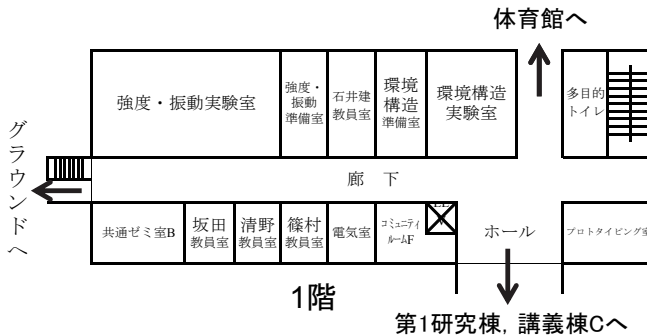 体育館へ
強度・振動実験室
強度・
振動
準備室
石井建
教員室
環境
構造
準備室
環境構造
実験室
多目的
トイレ
グラウンドへ
廊 下
共通ゼミ室B
坂田
教員室
清野
教員室
篠村
教員室
電気室
コミュニティ
ルームF
EV
ホール
プロトタイピング室
1階
第1研究棟, 講義棟Cへ